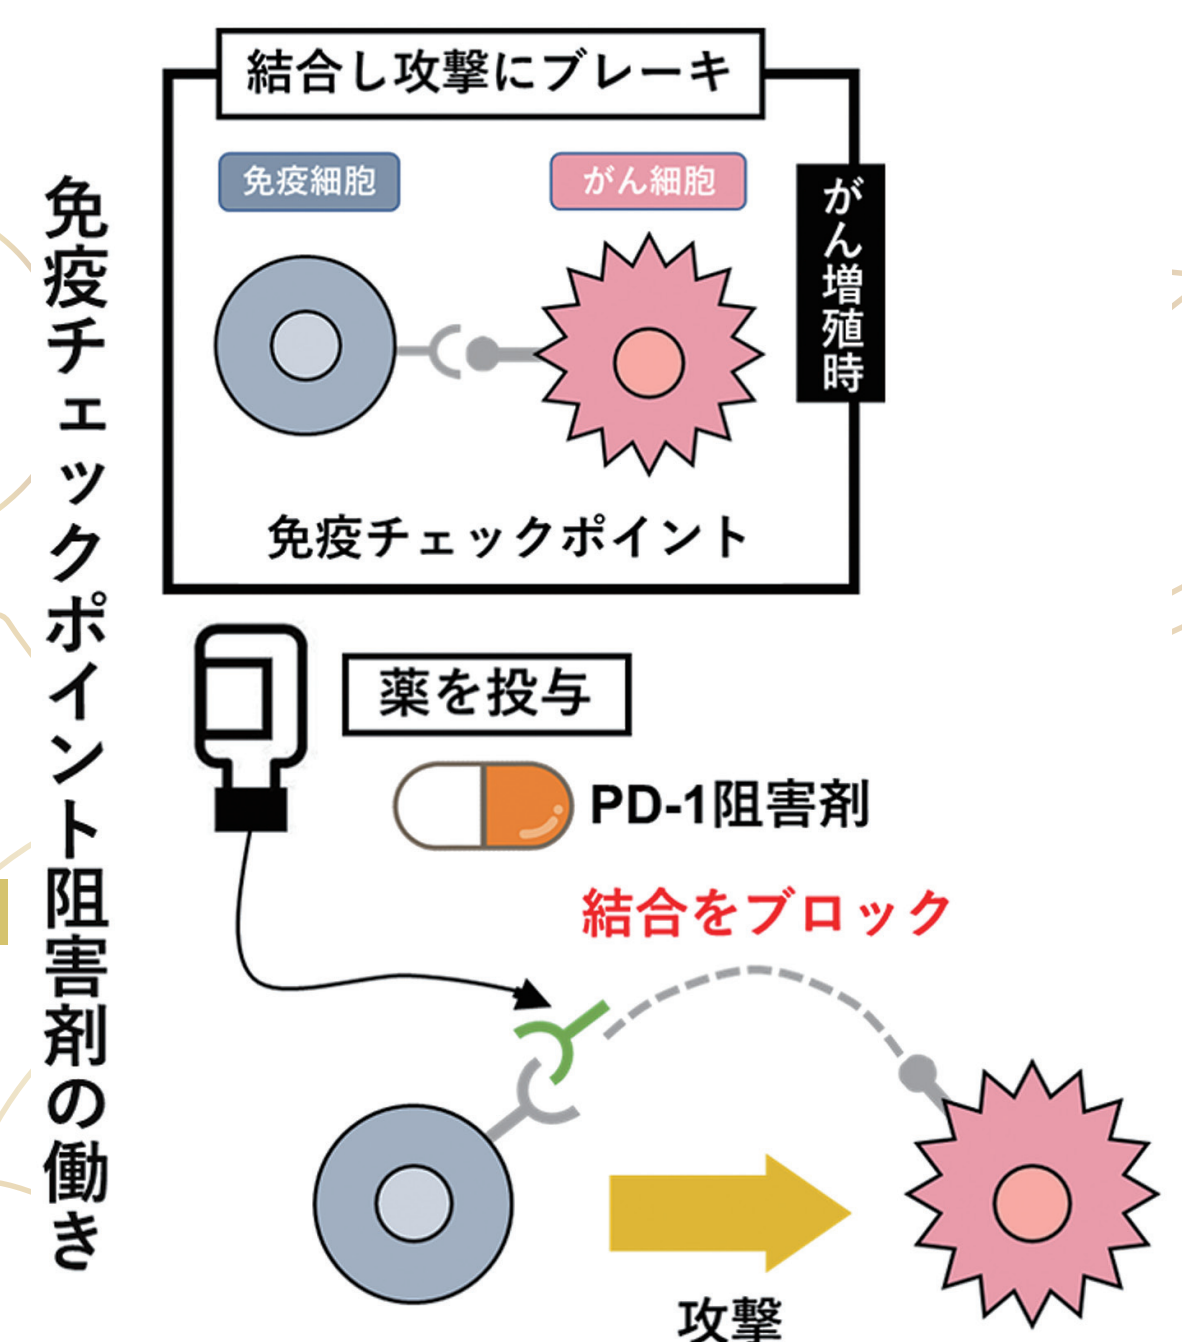 免疫チェックポイント阻害剤の働き
結合し攻撃にブレーキ
免疫細胞
がん細胞
がん増殖時
免疫チェックポイント
薬を投与
PD-1阻害剤
結合をブロック
攻撃